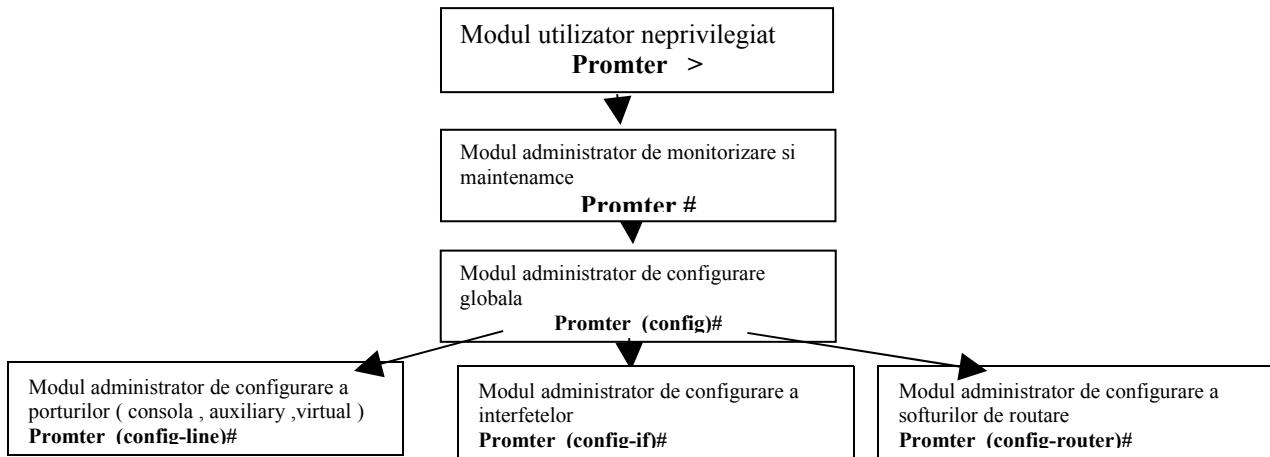 Modul utilizator neprivilegiat
Promter >
Modul administrator de monitorizare si
maintenamce
Promter #
Modul administrator de configurare
globala
Promter (config)#
Modul administrator de configurare a
porturilor ( consola , auxiliary ,virtual )
Promter (config-line)#
Modul administrator de configurare a
interfetelor
Promter (config-if)#
Modul administrator de configurare a
softurilor de routare
Promter (config-router)#